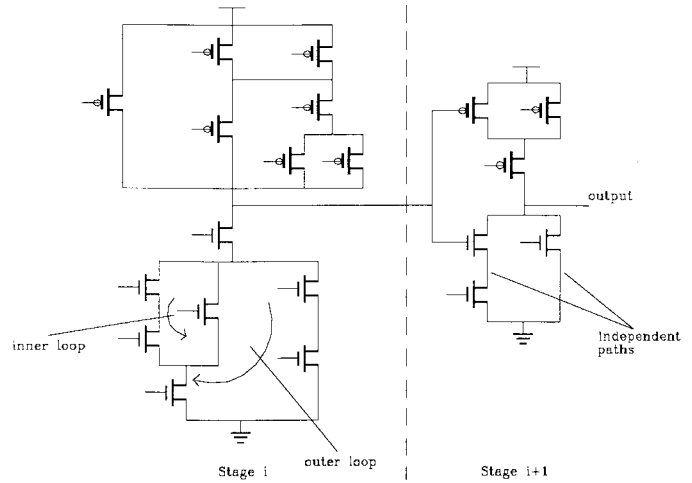 output
inner loop
independent
paths
outer loop
Stage i
Stage i+1